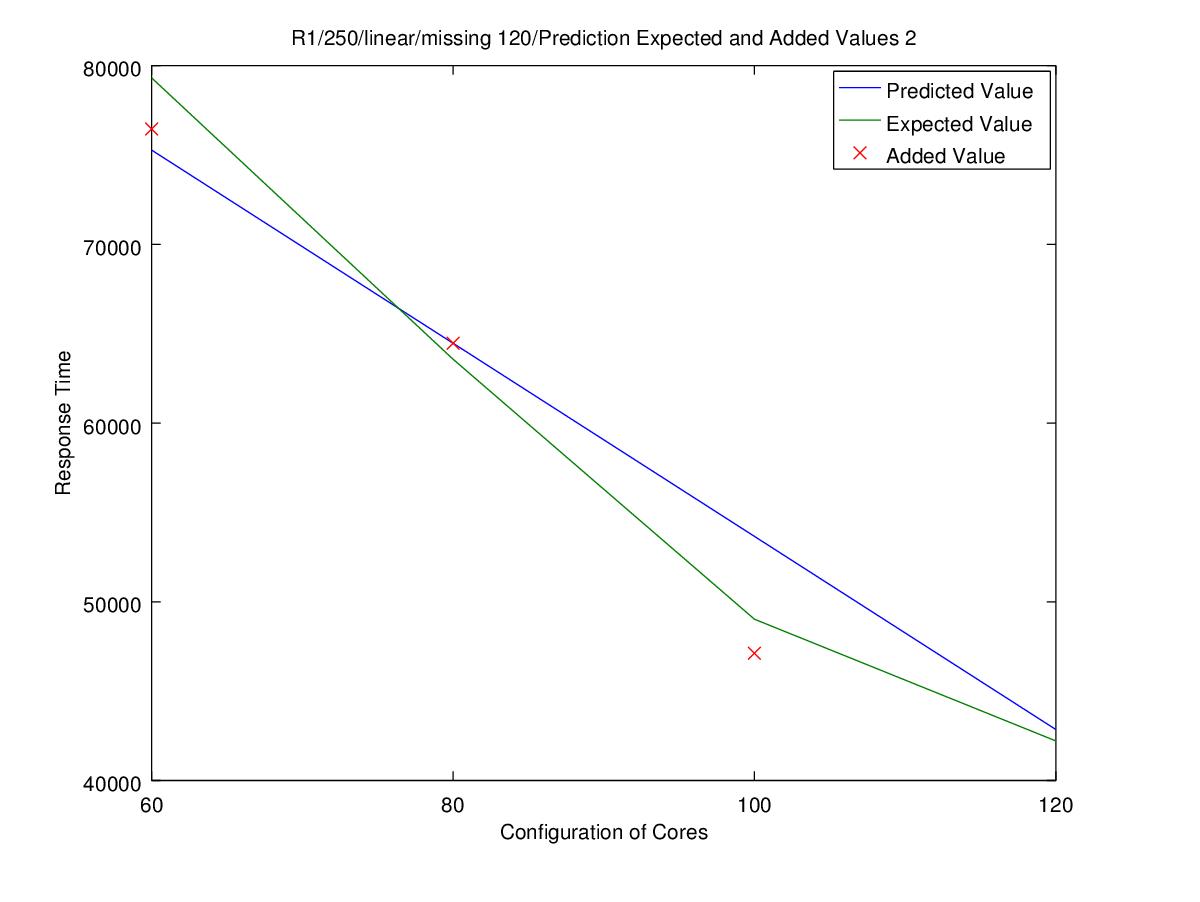 R1/250/linear/missing 120/Prediction Expected and Added Values 2
80000
70000
60000
50000
40000
Response Time
Predicted Value
Expected Value
Added Value
60 80 100 120
Configuration of Cores